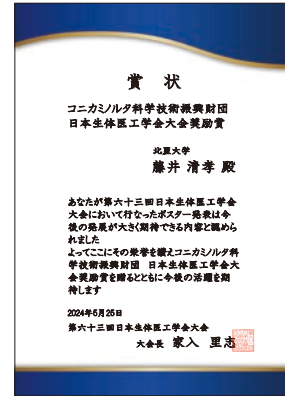 賞 状
コニカミノルタ科学技術振興財団
日本生体医工学会大会奨励賞
北里大学
藤井 清孝 殿
あなたが第六十三回日本生体医工学会
大会において行なったポスター発表は今
後の発展が大きく期待できる内容と認めら
れました
よってここにその栄誉を讃えコニカミノルタ科
学技術振興財団 日本生体医工学会大
会奨励賞を贈るとともに今後の活躍を期
待します
2024年5月25日
第六十三回日本生体医工学会大会
大会長 家入 里志